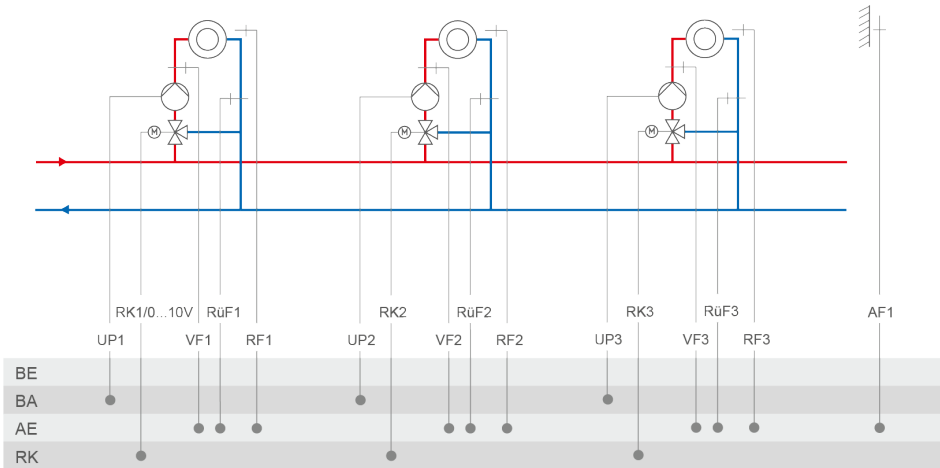 M M M
RK1/0...10V RüF1 RK2 RüF2 RK3 RüF3 AF1
UP1 VF1 RF1 UP2 VF2 RF2 UP3 VF3 RF3
BE
BA
AE
RK